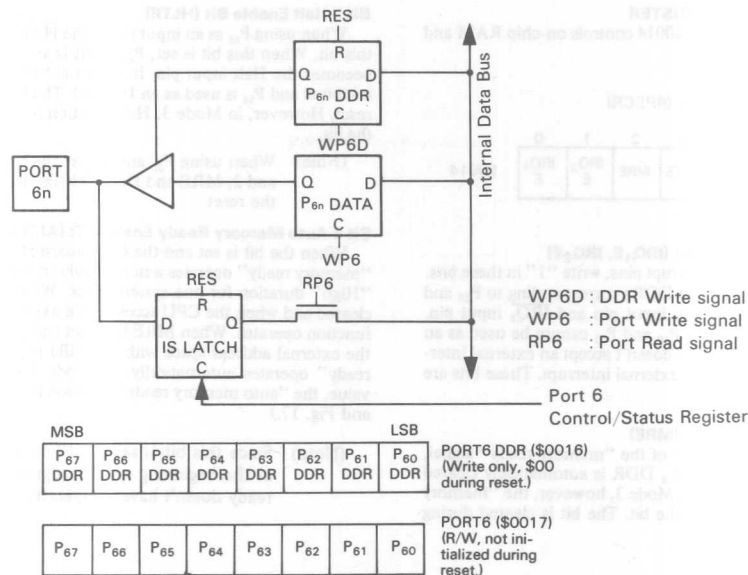 RES
R
Q D
P6n DDR
C
WP6D
PORT
6n
Q D
P6n DATA
C
WP6
Internal Data Bus
RES
RP6
R
D Q
IS LATCH
C
WP6D : DDR Write signal
WP6 : Port Write signal
RP6 : Port Read signal
Port 6
Control/Status Register
MSB LSB
P67 DDR P66 DDR P65 DDR P64 DDR P63 DDR P62 DDR P61 DDR P60 DDR
PORT6 DDR ($0016)
(Write only, $00
during reset.)
P67 P66 P65 P64 P63 P62 P61 P60
PORT6 ($0017)
(R/W, not ini-
tialized during
reset.)